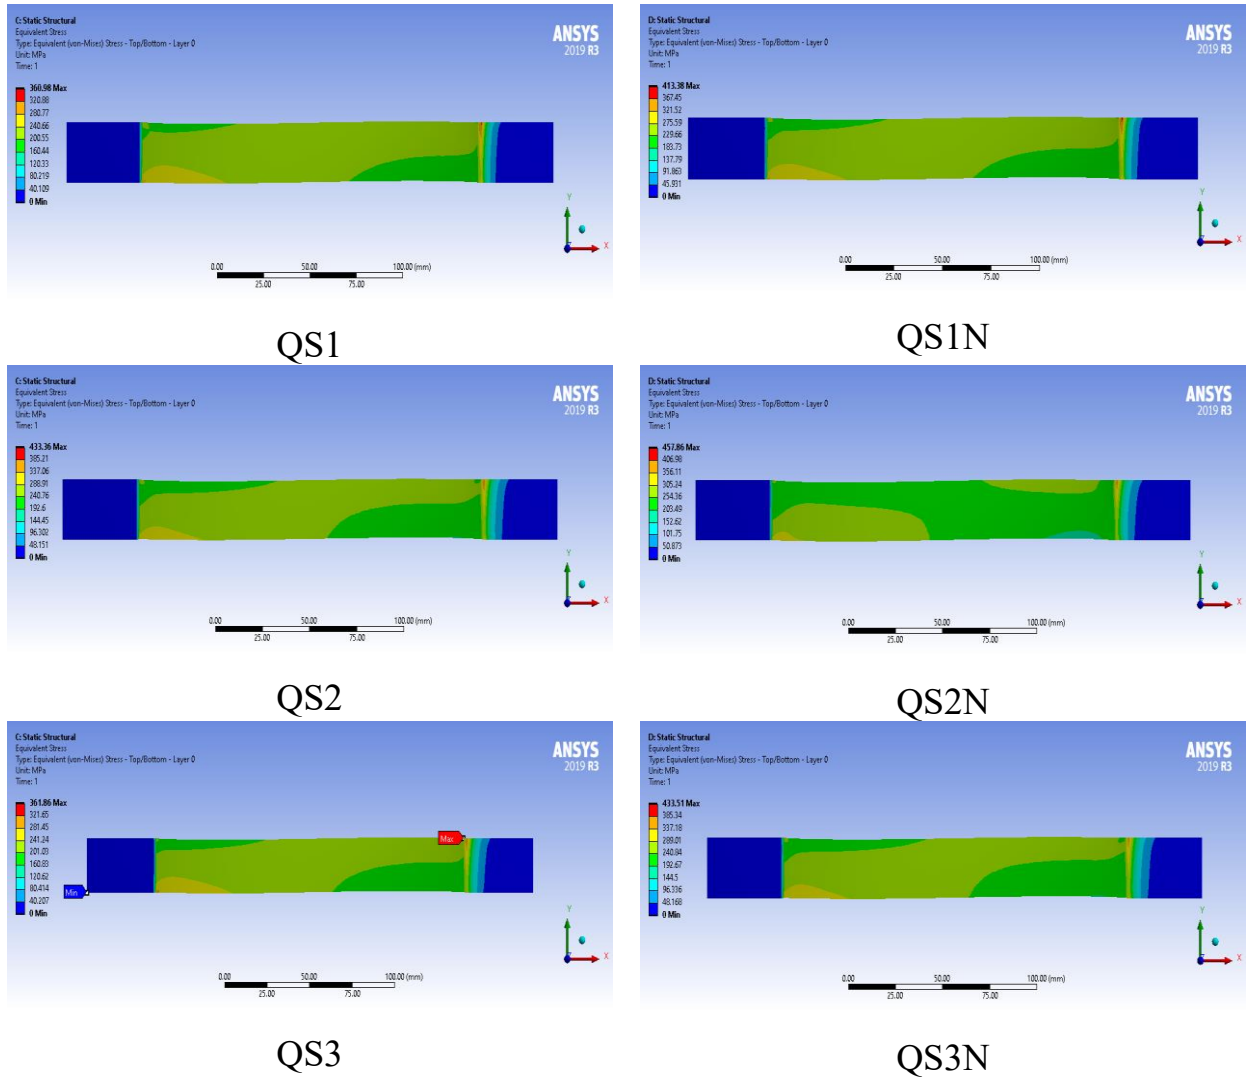 C: Static Structural
Equivalent Stress
Type: Equivalent (von-Mises) Stress - Top/Bottom - Layer 0
Unit: MPa
Time: 1
ANSYS
2019 R3
360.98 Max
320.88
280.77
240.66
200.55
160.44
120.33
80.219
40.109
0 Min
Y
X
0.00 50.00 100.00 (mm)
25.00 75.00
QS1
D: Static Structural
Equivalent Stress
Type: Equivalent (von-Mises) Stress - Top/Bottom - Layer 0
Unit: MPa
Time: 1
ANSYS
2019 R3
413.38 Max
367.45
321.52
275.59
229.66
183.73
137.79
91.863
45.931
0 Min
Y
X
0.00 50.00 100.00 (mm)
25.00 75.00
QS1N
C: Static Structural
Equivalent Stress
Type: Equivalent (von-Mises) Stress - Top/Bottom - Layer 0
Unit: MPa
Time: 1
ANSYS
2019 R3
433.36 Max
385.21
337.06
288.91
240.76
192.6
144.45
96.302
48.151
0 Min
Y
X
0.00 50.00 100.00 (mm)
25.00 75.00
QS2
D: Static Structural
Equivalent Stress
Type: Equivalent (von-Mises) Stress - Top/Bottom - Layer 0
Unit: MPa
Time: 1
ANSYS
2019 R3
457.86 Max
406.98
356.11
305.24
254.36
203.49
152.62
101.75
50.873
0 Min
Y
X
0.00 50.00 100.00 (mm)
25.00 75.00
QS2N
C: Static Structural
Equivalent Stress
Type: Equivalent (von-Mises) Stress - Top/Bottom - Layer 0
Unit: MPa
Time: 1
ANSYS
2019 R3
361.86 Max
321.65
281.45
241.24
201.03
160.83
120.62
80.414
40.207
0 Min
Max
Min
Y
X
0.00 50.00 100.00 (mm)
25.00 75.00
QS3
D: Static Structural
Equivalent Stress
Type: Equivalent (von-Mises) Stress - Top/Bottom - Layer 0
Unit: MPa
Time: 1
ANSYS
2019 R3
433.51 Max
385.34
337.18
289.01
240.84
192.67
144.5
96.336
48.168
0 Min
Y
X
0.00 50.00 100.00 (mm)
25.00 75.00
QS3N